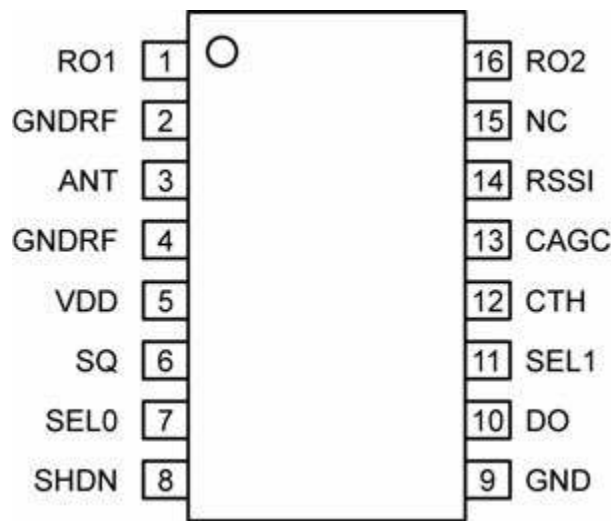 RO1 1 16 RO2
GNDRF 2 15 NC
ANT 3 14 RSSI
GNDRF 4 13 CAGC
VDD 5 12 CTH
SQ 6 11 SEL1
SEL0 7 10 DO
SHDN 8 9 GND